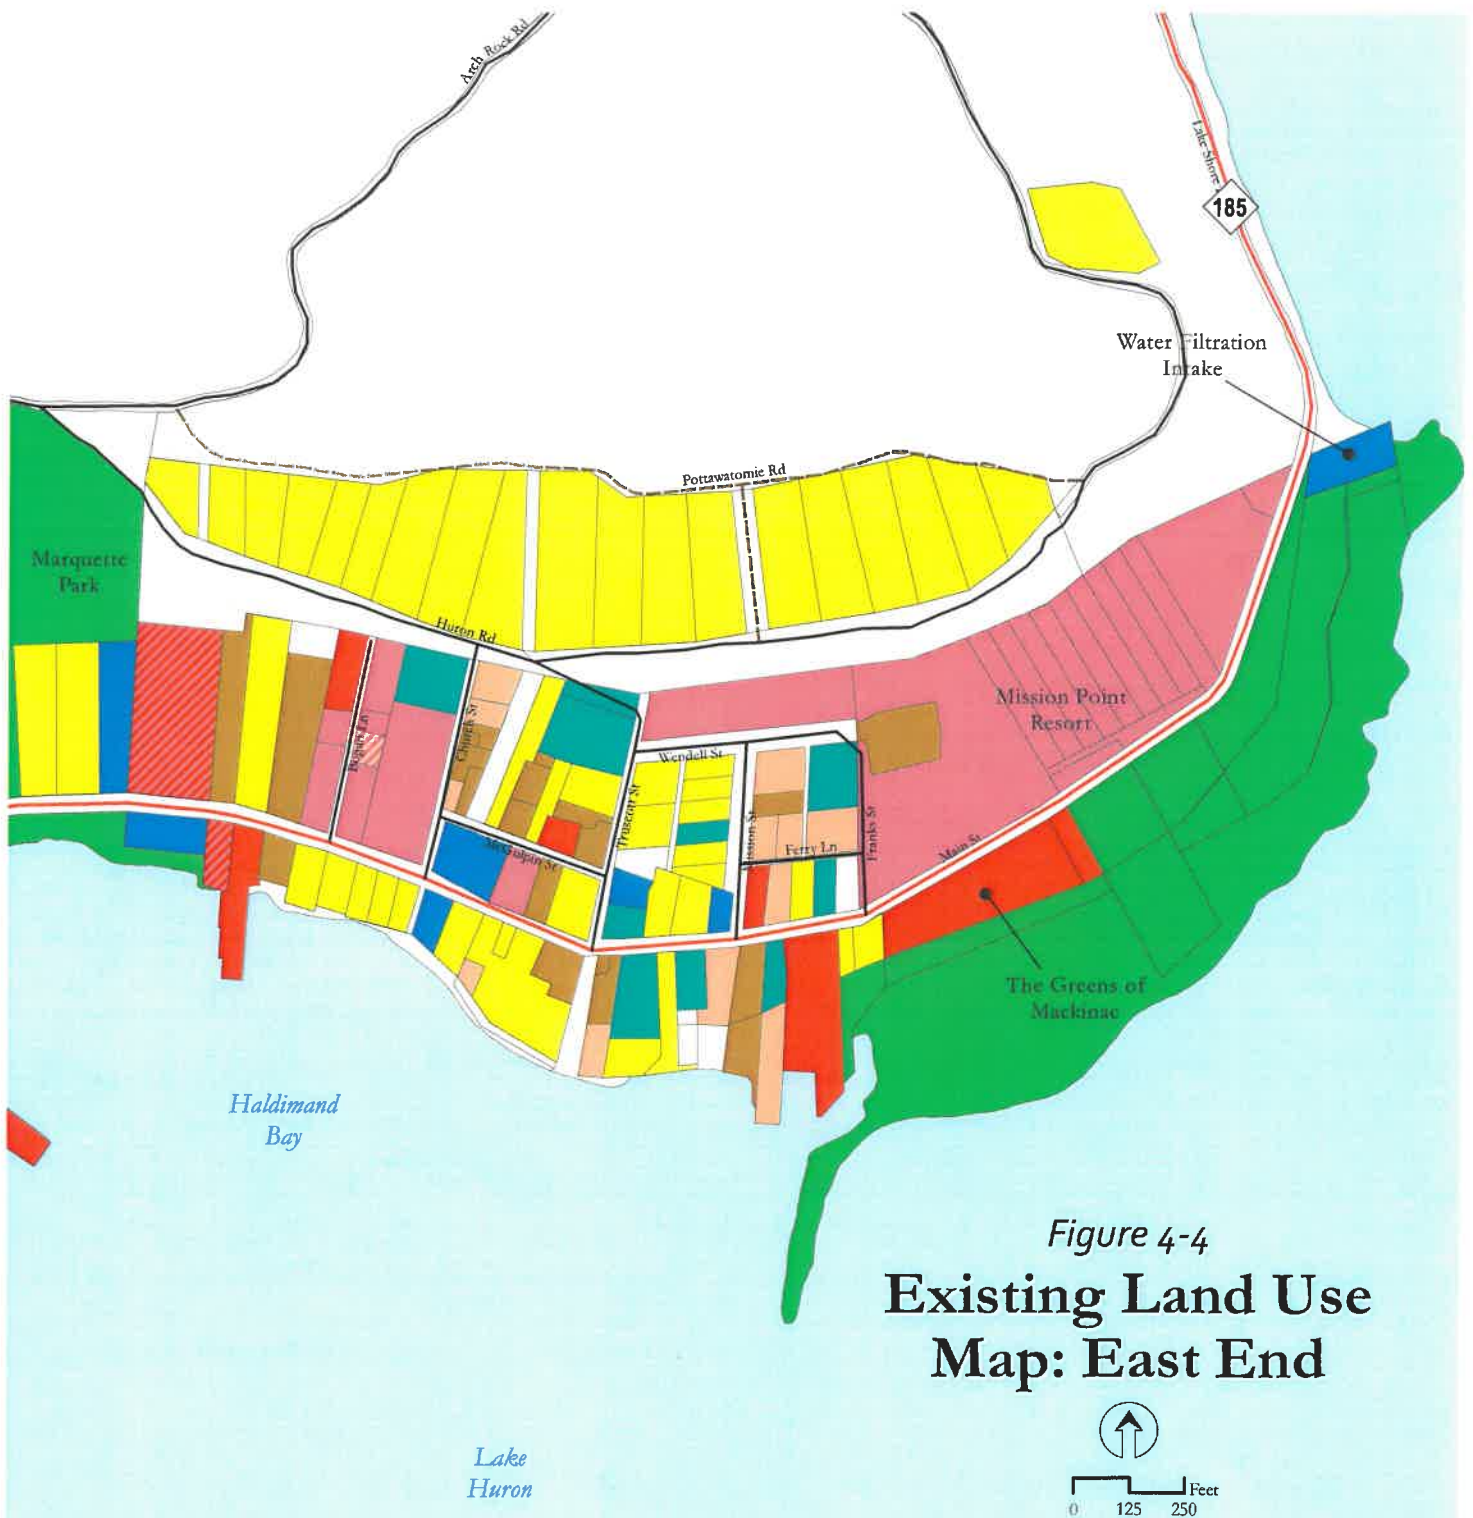 Arch Rock Rd
Lake Shore
185
Water Filtration
Intake
Pottawatomie Rd
Marquette
Park
Huron Rd
Mission Point
Resort
Bogan Ln
Church St
Wendell St
Truscott St
Mission St
Franks St
McGulpin St
Ferry Ln
Main St
The Greens of
Mackinac
Haldimand
Bay
Figure 4-4
Existing Land Use
Map: East End
Lake
Huron
Feet
0 125 250